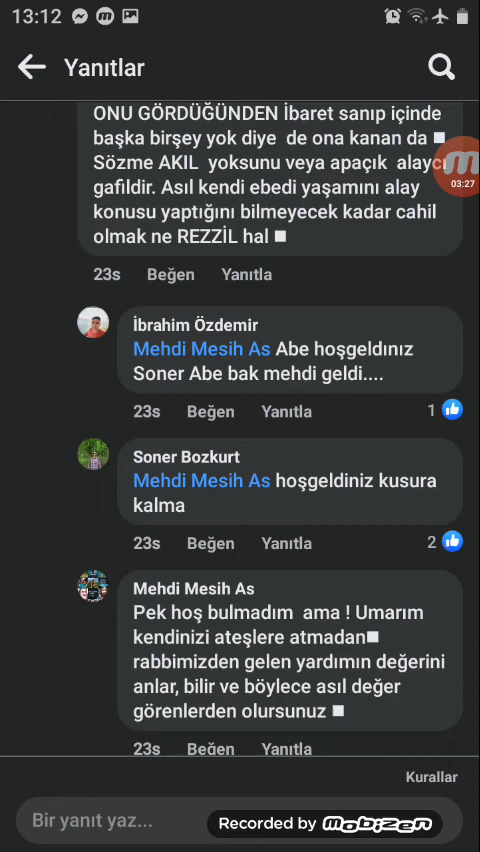 13:12
Yanıtlar
ONU GÖRDÜĞÜNDEN İbaret sanıp içinde
başka birşey yok diye de ona kanan da
Sözme AKIL yoksunu veya apaçık alaycı
gafildir. Asıl kendi ebedi yaşamını alay
konusu yaptığını bilmeyecek kadar cahil
olmak ne REZZİL hal
03:27
23s Beğen Yanıtla
İbrahim Özdemir
Mehdi Mesih As Abe hoşgeldınız
Soner Abe bak mehdi geldi....
23s Beğen Yanıtla 1
Soner Bozkurt
Mehdi Mesih As hoşgeldiniz kusura
kalma
23s Beğen Yanıtla 2
Mehdi Mesih As
Pek hoş bulmadım ama ! Umarım
kendinizi ateşlere atmadan
rabbimizden gelen yardımın değerini
anlar, bilir ve böylece asıl değer
görenlerden olursunuz
23s Beğen Yanıtla
Kurallar
Bir yanıt yaz...
Recorded by mobizen